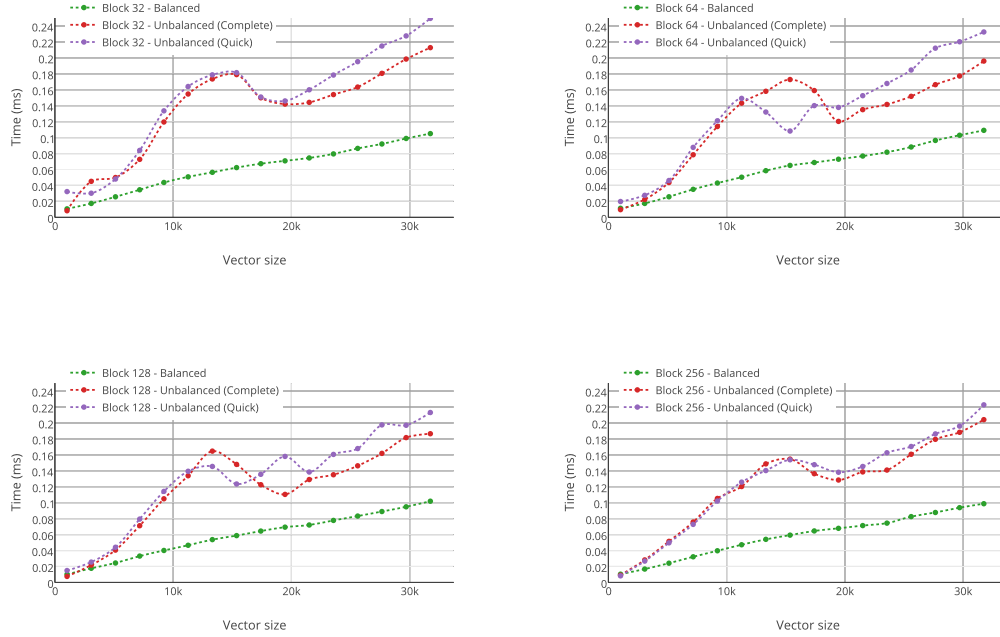 Block 32 - Balanced
Block 32 - Unbalanced (Complete)
Block 32 - Unbalanced (Quick)
0.24
0.22
0.2
0.18
0.16
0.14
0.12
0.1
0.08
0.06
0.04
0.02
0
Time (ms)
0
10k
20k
30k
Vector size
Block 64 - Balanced
Block 64 - Unbalanced (Complete)
Block 64 - Unbalanced (Quick)
0.24
0.22
0.2
0.18
0.16
0.14
0.12
0.1
0.08
0.06
0.04
0.02
0
Time (ms)
0
10k
20k
30k
Vector size
Block 128 - Balanced
Block 128 - Unbalanced (Complete)
Block 128 - Unbalanced (Quick)
0.24
0.22
0.2
0.18
0.16
0.14
0.12
0.1
0.08
0.06
0.04
0.02
0
Time (ms)
0
10k
20k
30k
Vector size
Block 256 - Balanced
Block 256 - Unbalanced (Complete)
Block 256 - Unbalanced (Quick)
0.24
0.22
0.2
0.18
0.16
0.14
0.12
0.1
0.08
0.06
0.04
0.02
0
Time (ms)
0
10k
20k
30k
Vector size